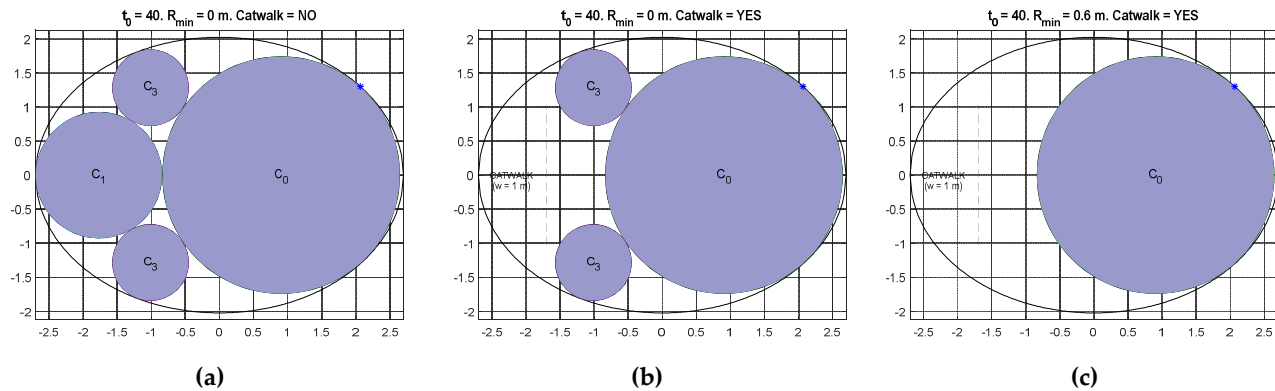 t0 = 40. Rmin = 0 m. Catwalk = NO
2
1.5
1
0.5
0
-0.5
-1
-1.5
-2
C3
C1
C0
C3
-2.5 -2 -1.5 -1 -0.5 0 0.5 1 1.5 2 2.5
(a)
t0 = 40. Rmin = 0 m. Catwalk = YES
2
1.5
1
0.5
0
-0.5
-1
-1.5
-2
C3
C0
CATWALK
(w = 1 m)
C3
-2.5 -2 -1.5 -1 -0.5 0 0.5 1 1.5 2 2.5
(b)
t0 = 40. Rmin = 0.6 m. Catwalk = YES
2
1.5
1
0.5
0
-0.5
-1
-1.5
-2
C0
CATWALK
(w = 1 m)
-2.5 -2 -1.5 -1 -0.5 0 0.5 1 1.5 2 2.5
(c)